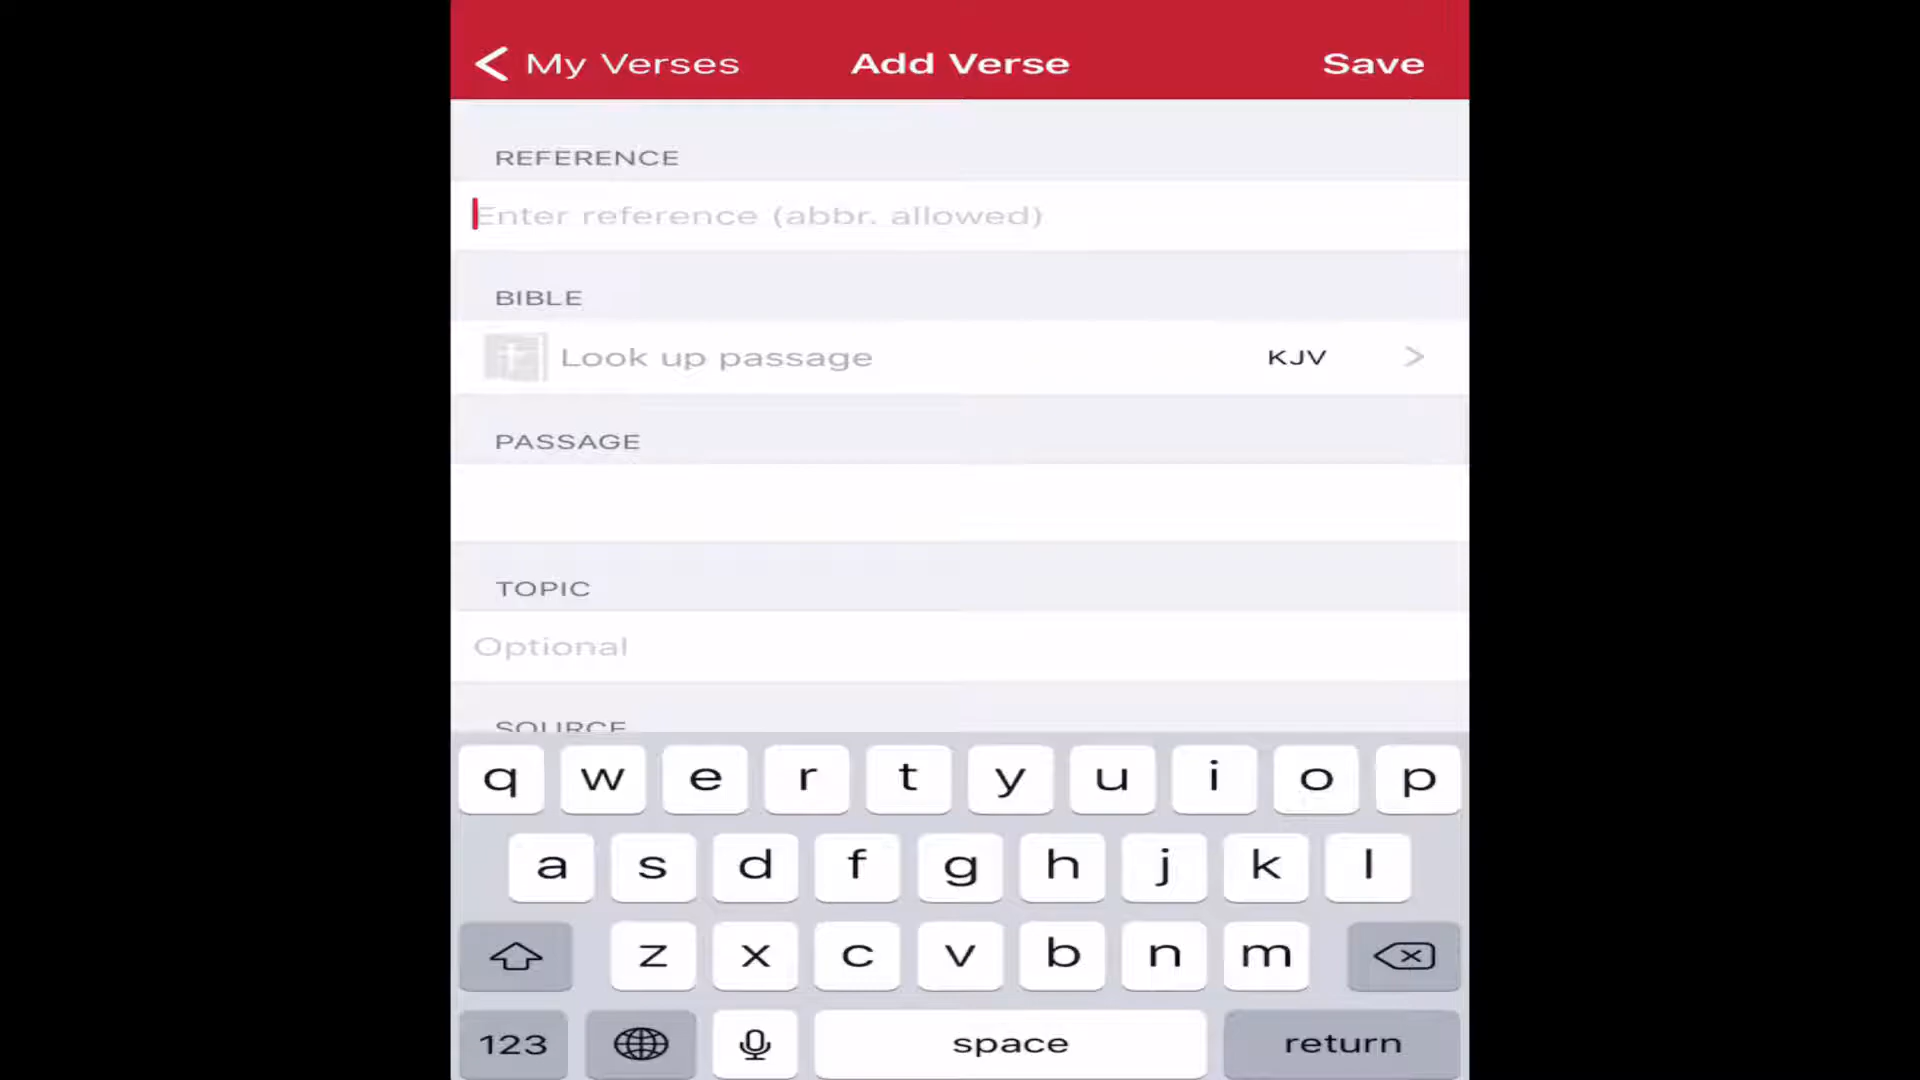 My Verses Add Verse Save
REFERENCE
Enter reference (abbr. allowed)
BIBLE
Look up passage KJV
PASSAGE
TOPIC
Optional
SOURCE
q w e r t y u i o p
a s d f g h j k l
z x c v b n m
123 space return